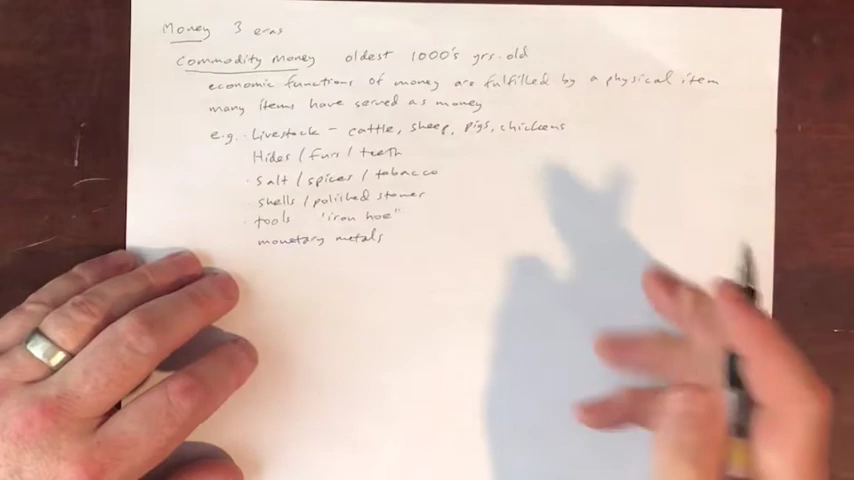 Money 3 eras
Commodity Money oldest 1000's yrs. old
economic functions of money are fulfilled by a physical item
many items have served as money
e.g. · Livestock - cattle, sheep, pigs, chickens
Hides / furs / teeth
· salt / spices / tobacco
shells / polished stones
· tools "iron hoe"
monetary metals